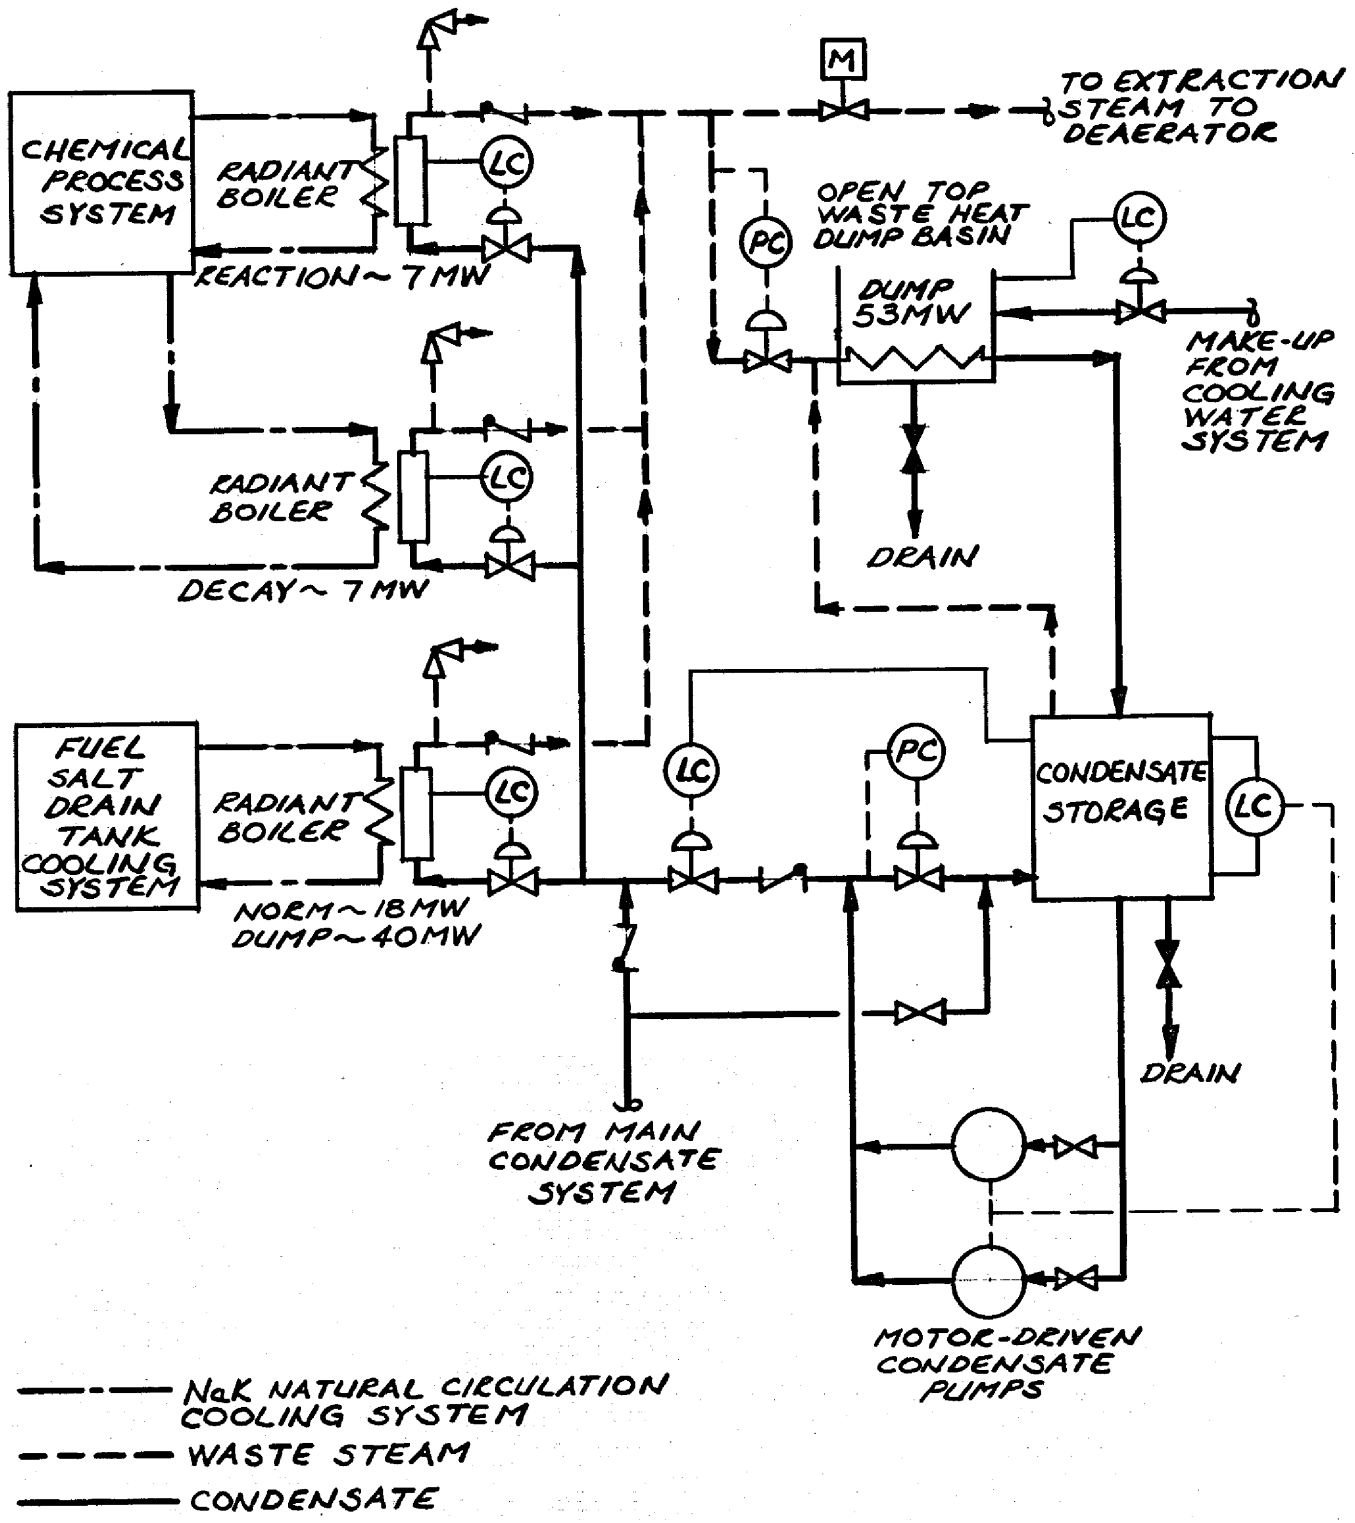 M
TO EXTRACTION
STEAM TO
DEAERATOR
CHEMICAL
PROCESS
SYSTEM
RADIANT
BOILER
LC
REACTION ~ 7 MW
PC
OPEN TOP
WASTE HEAT
DUMP BASIN
LC
DUMP
53MW
MAKE-UP
FROM
COOLING
WATER
SYSTEM
DRAIN
RADIANT
BOILER
LC
DECAY ~ 7 MW
FUEL
SALT
DRAIN
TANK
COOLING
SYSTEM
RADIANT
BOILER
LC
NORM ~ 18 MW
DUMP ~ 40 MW
LC
PC
CONDENSATE
STORAGE
LC
DRAIN
FROM MAIN
CONDENSATE
SYSTEM
MOTOR-DRIVEN
CONDENSATE
PUMPS
NaK NATURAL CIRCULATION
COOLING SYSTEM
WASTE STEAM
CONDENSATE